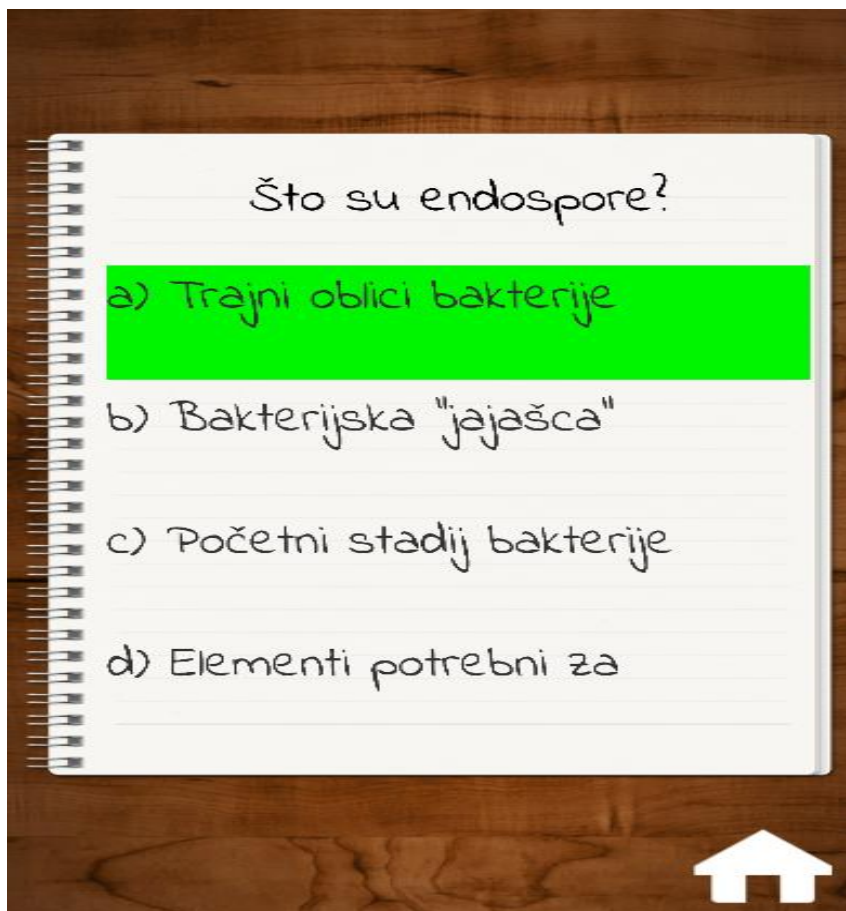 Što su endospore?
a) Trajni oblici bakterije
b) Bakterijska "jajašca"
c) Početni stadij bakterije
d) Elementi potrebni za